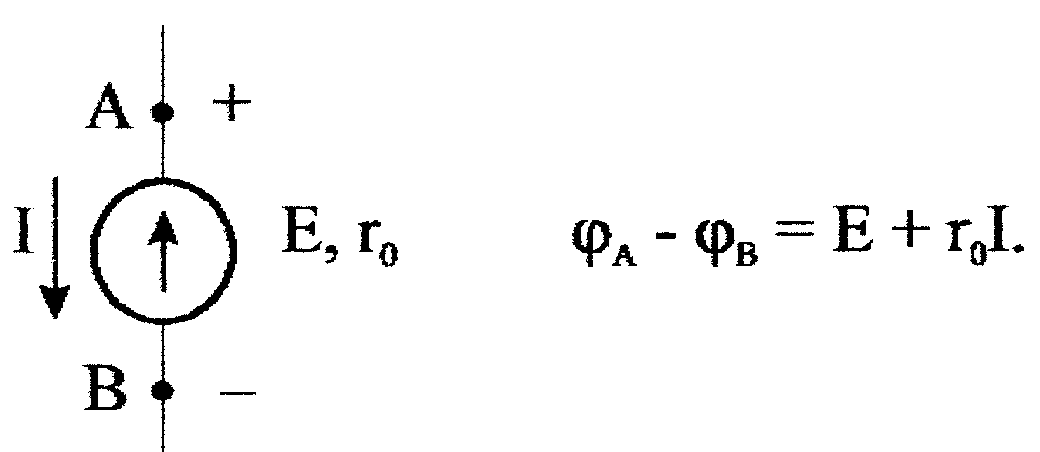 A +
I
E, r₀
φ_A - φ_B = E + r₀I.
B –